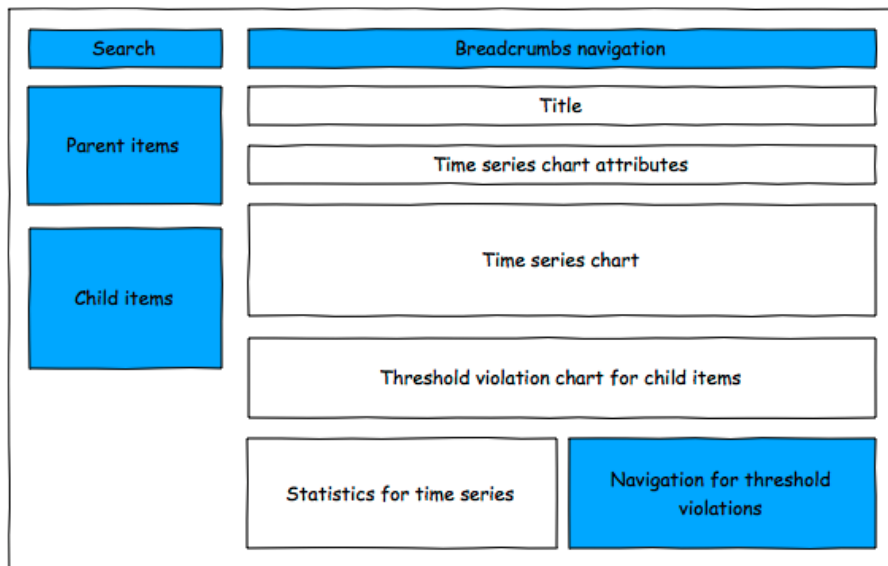 Search
Breadcrumbs navigation
Parent items
Title
Time series chart attributes
Time series chart
Child items
Threshold violation chart for child items
Statistics for time series
Navigation for threshold
violations